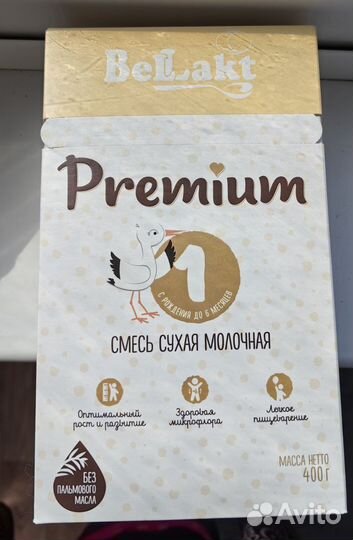 BeLLakt
Premium
1
С РОЖДЕНИЯ ДО 6 МЕСЯЦЕВ
СМЕСЬ СУХАЯ МОЛОЧНАЯ
Оптимальный
рост и развитие
Здоровая
микрофлора
Легкое
пищеварение
БЕЗ
ПАЛЬМОВОГО
МАСЛА
МАССА НЕТТО
400 г
Avito